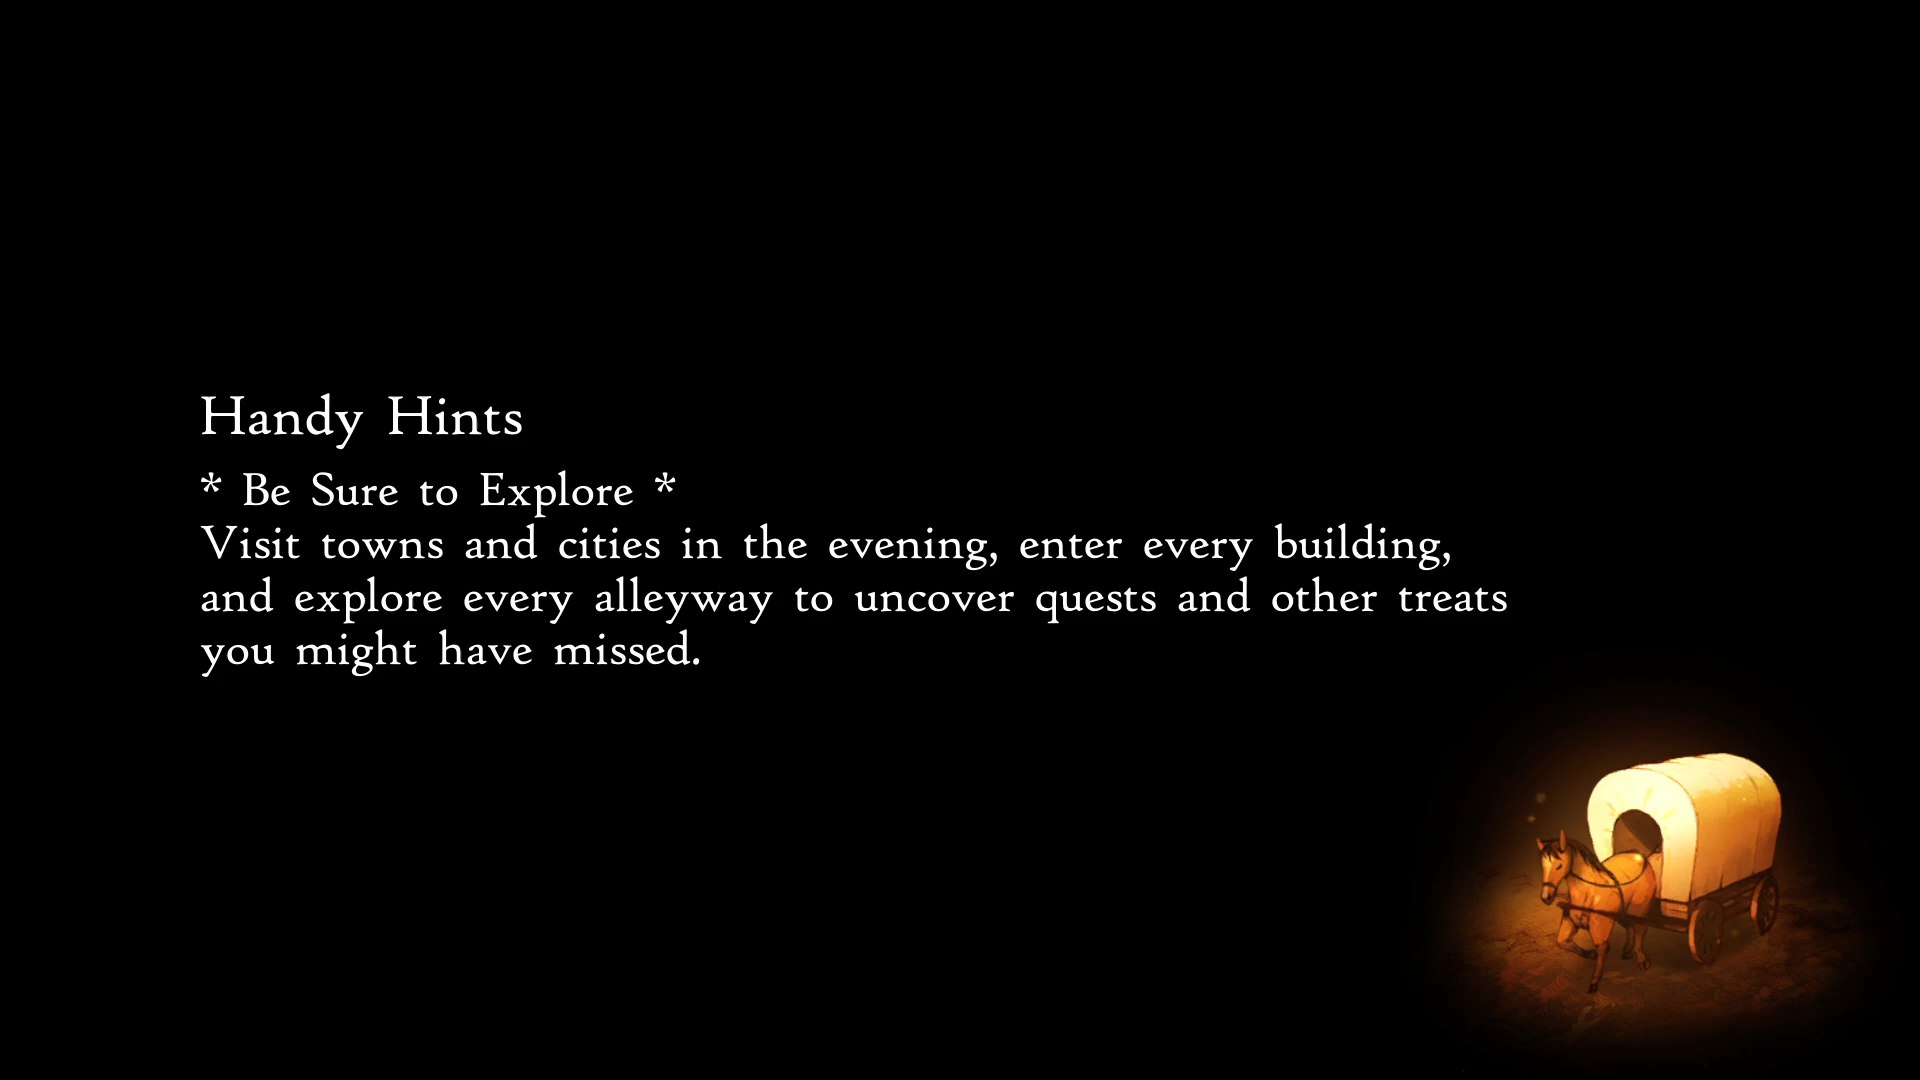 Handy Hints
* Be Sure to Explore *
Visit towns and cities in the evening, enter every building,
and explore every alleyway to uncover quests and other treats
you might have missed.